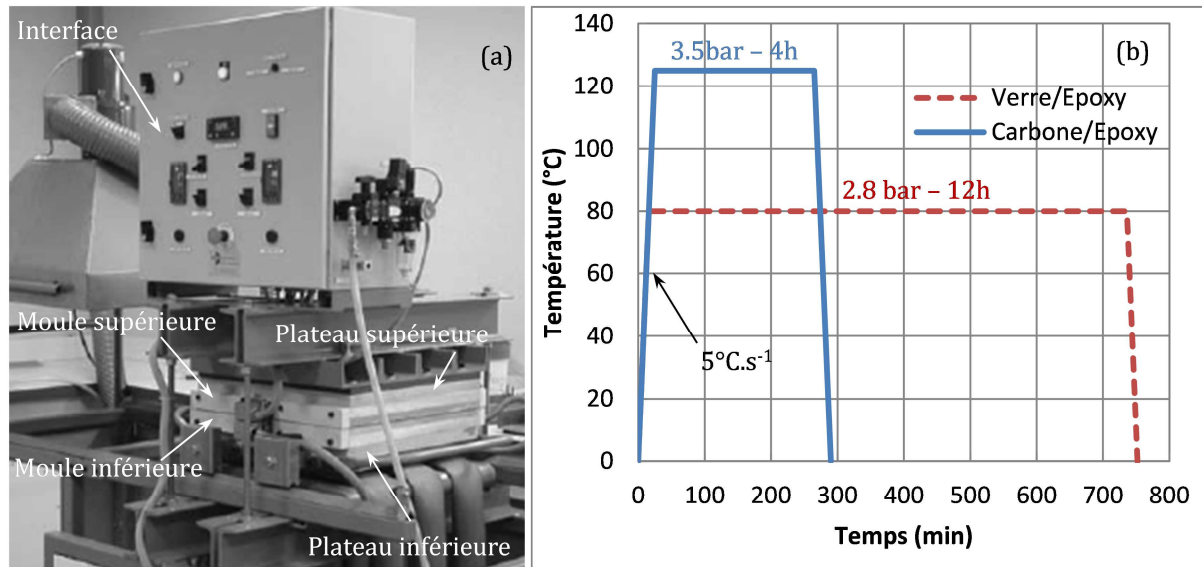 Interface
(a)
Moule supérieure
Plateau supérieure
Moule inférieure
Plateau inférieure
(b)
3.5bar – 4h
Verre/Epoxy
Carbone/Epoxy
2.8 bar – 12h
5°C.s⁻¹
Température (°C)
140
120
100
80
60
40
20
0
0 100 200 300 400 500 600 700 800
Temps (min)